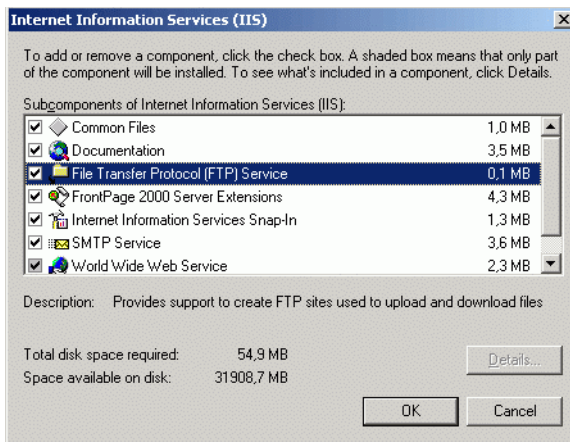 Internet Information Services (IIS)
To add or remove a component, click the check box. A shaded box means that only part
of the component will be installed. To see what's included in a component, click Details.
Subcomponents of Internet Information Services (IIS):
Common Files 1,0 MB
Documentation 3,5 MB
File Transfer Protocol (FTP) Service 0,1 MB
FrontPage 2000 Server Extensions 4,3 MB
Internet Information Services Snap-In 1,3 MB
SMTP Service 3,6 MB
World Wide Web Service 2,3 MB
Description: Provides support to create FTP sites used to upload and download files
Total disk space required: 54,9 MB
Details...
Space available on disk: 31908,7 MB
OK Cancel